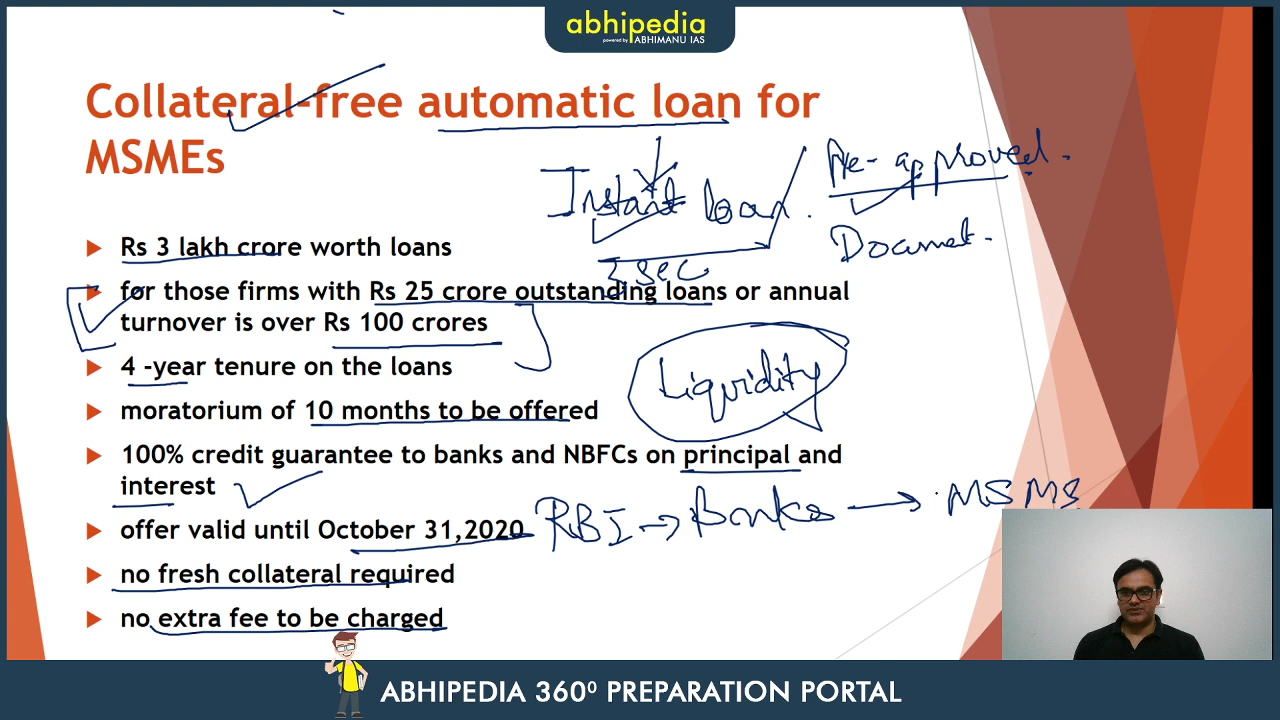 abhipedia
powered by ABHIMANU IAS
Collateral-free automatic loan for
MSMEs
Instant loan.
Pre-approved.
Document.
3 sec
Rs 3 lakh crore worth loans
for those firms with Rs 25 crore outstanding loans or annual
turnover is over Rs 100 crores
4 -year tenure on the loans
Liquidity
moratorium of 10 months to be offered
100% credit guarantee to banks and NBFCs on principal and
interest
RBI → Banks → MSMS
offer valid until October 31,2020
no fresh collateral required
no extra fee to be charged
ABHIPEDIA 360⁰ PREPARATION PORTAL